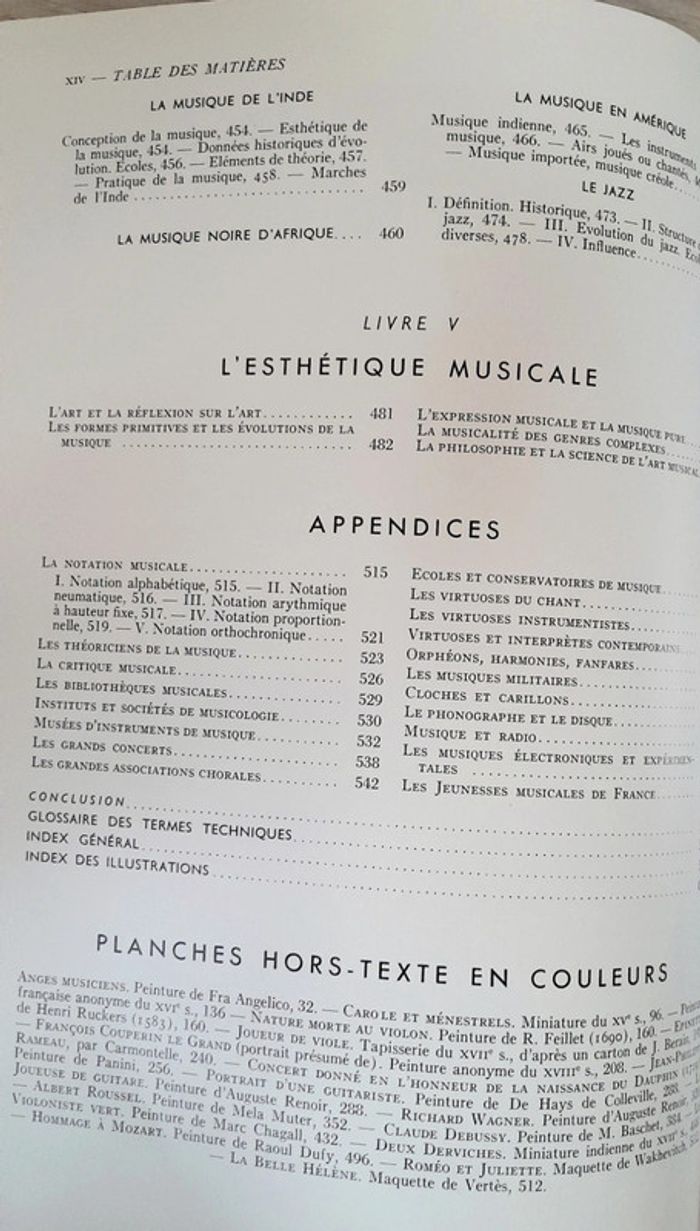 XIV — TABLE DES MATIÈRES
LA MUSIQUE DE L'INDE
Conception de la musique, 454. — Esthétique de
la musique, 454. — Données historiques d'évo-
lution. Ecoles, 456. — Eléments de théorie, 457.
— Pratique de la musique, 458. — Marches
de l'Inde ............ 459
LA MUSIQUE NOIRE D'AFRIQUE.... 460
LA MUSIQUE EN AMÉRIQUE
Musique indienne, 465. — Les instruments
musique, 466. — Airs joués ou chantés,
— Musique importée, musique créole....
LE JAZZ
I. Définition. Historique, 473. — II. Structure
jazz, 474. — III. Evolution du jazz. Eco
diverses, 478. — IV. Influence..........
LIVRE V
L'ESTHÉTIQUE MUSICALE
L'ART ET LA RÉFLEXION SUR L'ART............ 481
LES FORMES PRIMITIVES ET LES ÉVOLUTIONS DE LA
MUSIQUE ............ 482
L'EXPRESSION MUSICALE ET LA MUSIQUE PURE...
LA MUSICALITÉ DES GENRES COMPLEXES.......
LA PHILOSOPHIE ET LA SCIENCE DE L'ART MUSICAL
APPENDICES
LA NOTATION MUSICALE............ 515
I. Notation alphabétique, 515. — II. Notation
neumatique, 516. — III. Notation arythmique
à hauteur fixe, 517. — IV. Notation proportion-
nelle, 519. — V. Notation orthochronique..... 521
LES THÉORICIENS DE LA MUSIQUE............ 523
LA CRITIQUE MUSICALE............ 526
LES BIBLIOTHÈQUES MUSICALES............ 529
INSTITUTS ET SOCIÉTÉS DE MUSICOLOGIE........ 530
MUSÉES D'INSTRUMENTS DE MUSIQUE............ 532
LES GRANDS CONCERTS............ 538
LES GRANDES ASSOCIATIONS CHORALES.......... 542
ECOLES ET CONSERVATOIRES DE MUSIQUE......
LES VIRTUOSES DU CHANT............
LES VIRTUOSES INSTRUMENTISTES.........
VIRTUOSES ET INTERPRÈTES CONTEMPORAINS...
ORPHÉONS, HARMONIES, FANFARES.........
LES MUSIQUES MILITAIRES............
CLOCHES ET CARILLONS............
LE PHONOGRAPHE ET LE DISQUE............
MUSIQUE ET RADIO............
LES MUSIQUES ÉLECTRONIQUES ET EXPÉRIMEN-
TALES ............
LES JEUNESSES MUSICALES DE FRANCE......
CONCLUSION............
GLOSSAIRE DES TERMES TECHNIQUES............
INDEX GÉNÉRAL............
INDEX DES ILLUSTRATIONS............
PLANCHES HORS-TEXTE EN COULEURS
ANGES MUSICIENS. Peinture de Fra Angelico, 32. — CAROLE ET MÉNESTRELS. Miniature du XVe s., 96. —
française anonyme du XVIe s., 136 — NATURE MORTE AU VIOLON. Peinture de R. Feillet (1690), 160. —
de Henri Ruckers (1583), 160. — JOUEUR DE VIOLE. Tapisserie du XVIIe s., d'après un carton de J. Berain,
— FRANÇOIS COUPERIN LE GRAND (portrait présumé de). Peinture anonyme du XVIIIe s., 208. —
RAMEAU, par Carmontelle, 240. — CONCERT DONNÉ EN L'HONNEUR DE LA NAISSANCE DU DAUPHIN
Peinture de Panini, 256. — PORTRAIT D'UNE GUITARISTE. Peinture de De Hays de Colleville, 288.
JOUEUSE DE GUITARE. Peinture d'Auguste Renoir, 288. — RICHARD WAGNER. Peinture d'Auguste Renoir,
— ALBERT ROUSSEL. Peinture de Mela Muter, 352. — CLAUDE DEBUSSY. Peinture de M. Baschet, 384.
VIOLONISTE VERT. Peinture de Marc Chagall, 432. — DEUX DERVICHES. Miniature indienne du XVIIe s.
— HOMMAGE À MOZART. Peinture de Raoul Dufy, 496. — ROMÉO ET JULIETTE. Maquette de Wakhevitch,
— LA BELLE HÉLÈNE. Maquette de Vertès, 512.